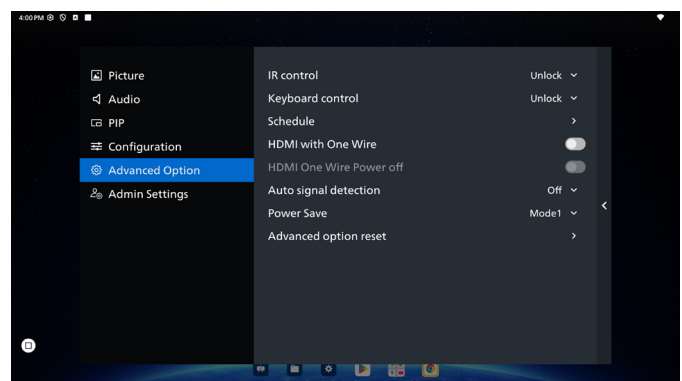 4:00 PM
Picture
Audio
PIP
Configuration
Advanced Option
Admin Settings
IR control Unlock
Keyboard control Unlock
Schedule
HDMI with One Wire
HDMI One Wire Power off
Auto signal detection Off
Power Save Mode1
Advanced option reset